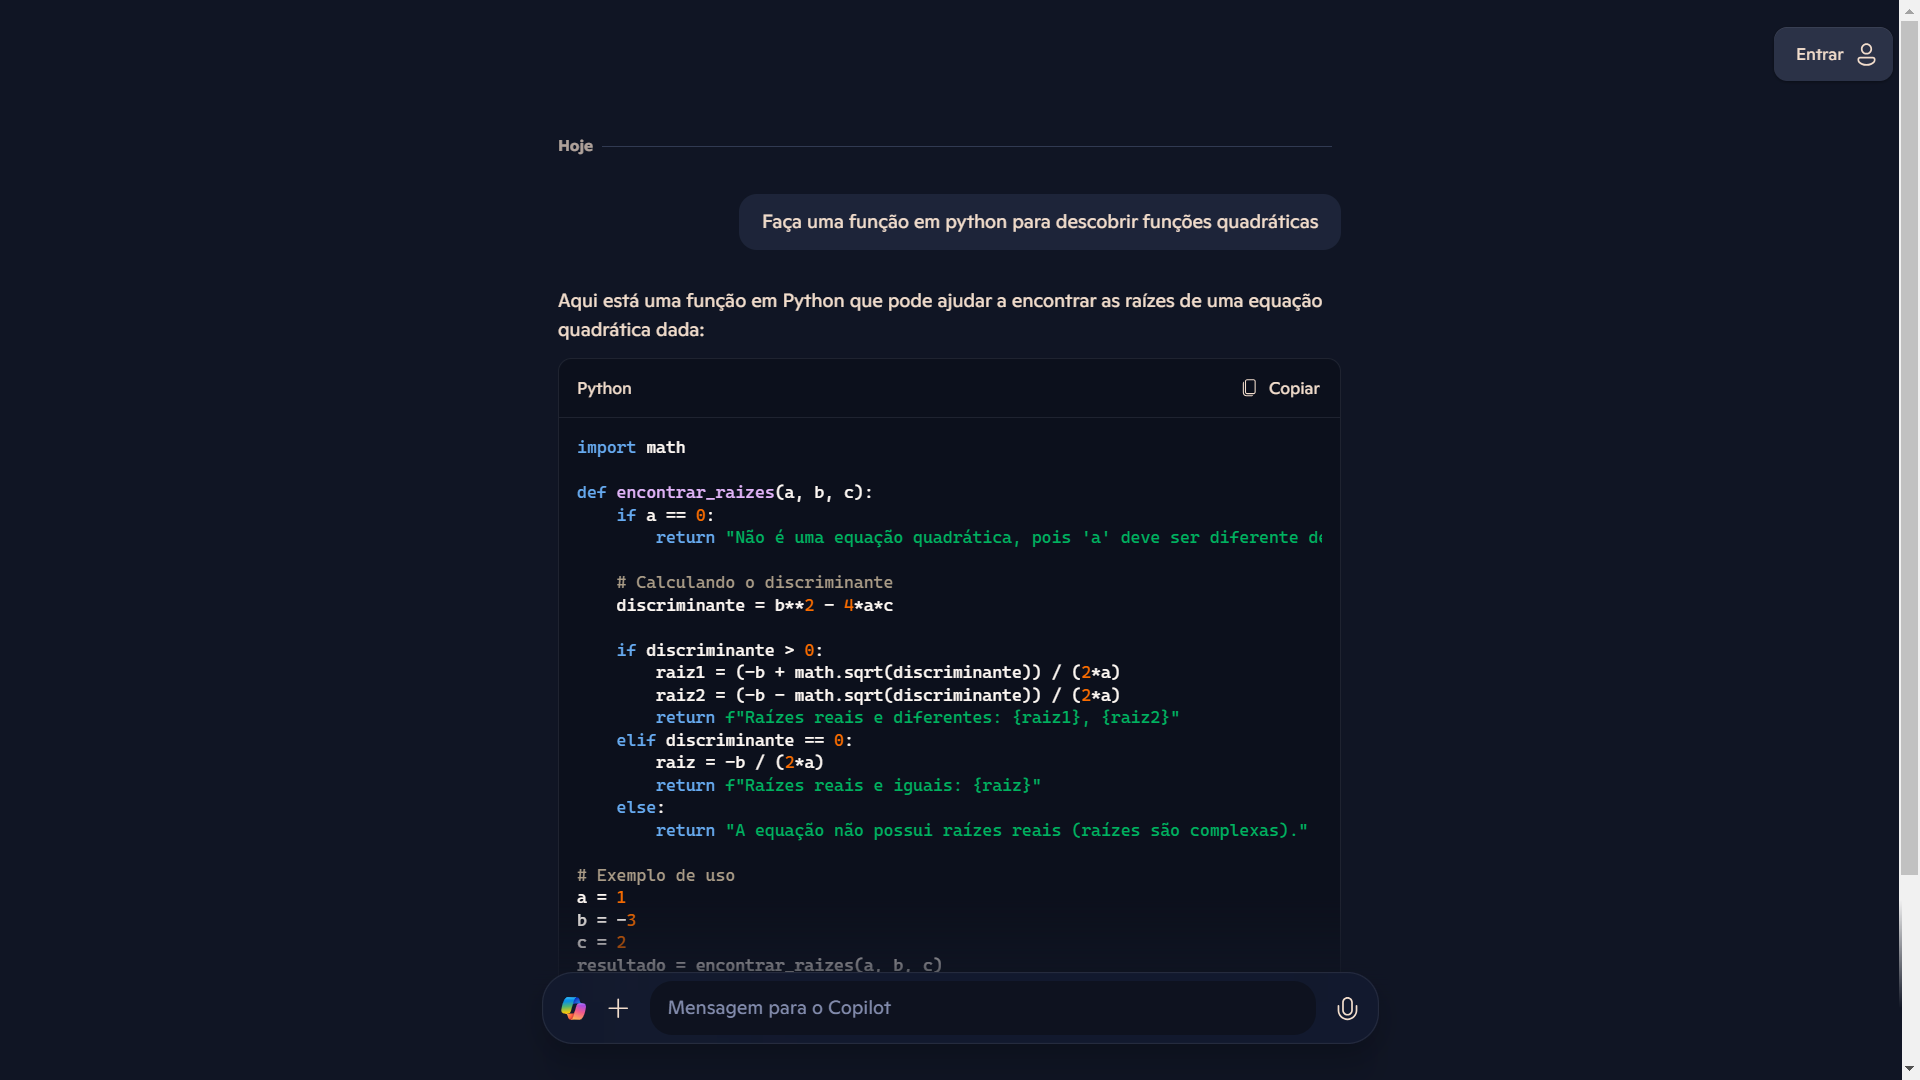 Entrar
Hoje
Faça uma função em python para descobrir funções quadráticas
Aqui está uma função em Python que pode ajudar a encontrar as raízes de uma equação
quadrática dada:
Python
Copiar
import math
def encontrar_raizes(a, b, c):
    if a == 0:
        return "Não é uma equação quadrática, pois 'a' deve ser diferente de
    # Calculando o discriminante
    discriminante = b**2 - 4*a*c
    if discriminante > 0:
        raiz1 = (-b + math.sqrt(discriminante)) / (2*a)
        raiz2 = (-b - math.sqrt(discriminante)) / (2*a)
        return f"Raízes reais e diferentes: {raiz1}, {raiz2}"
    elif discriminante == 0:
        raiz = -b / (2*a)
        return f"Raízes reais e iguais: {raiz}"
    else:
        return "A equação não possui raízes reais (raízes são complexas)."
# Exemplo de uso
a = 1
b = -3
c = 2
resultado = encontrar_raizes(a, b, c)
Mensagem para o Copilot